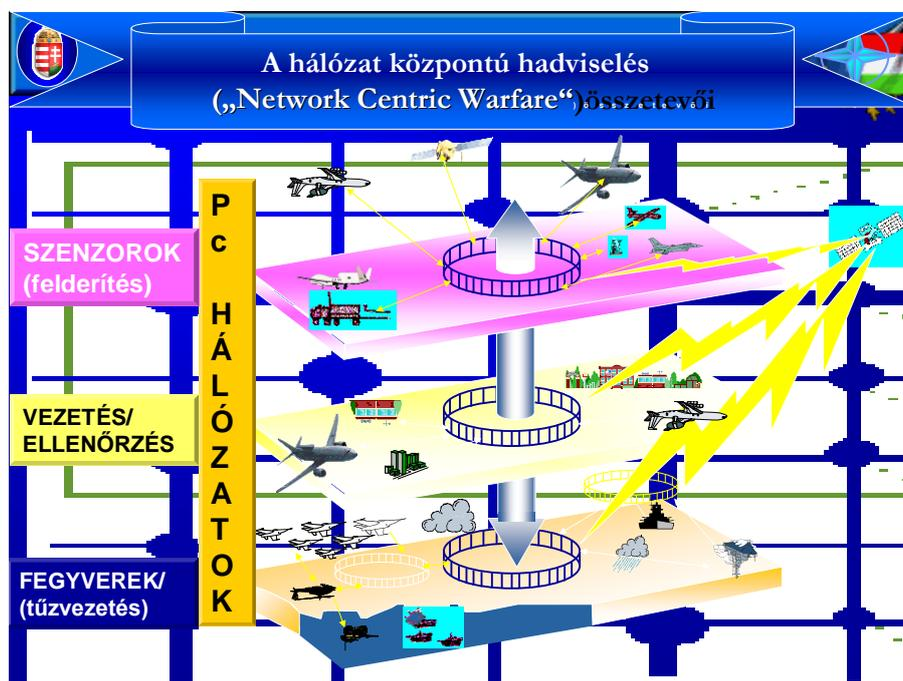 A hálózat központú hadviselés
(„Network Centric Warfare“)összetevői
SZENZOROK
(felderítés)
VEZETÉS/
ELLENŐRZÉS
FEGYVEREK/
(tűzvezetés)
Pc HÁLÓZATOK